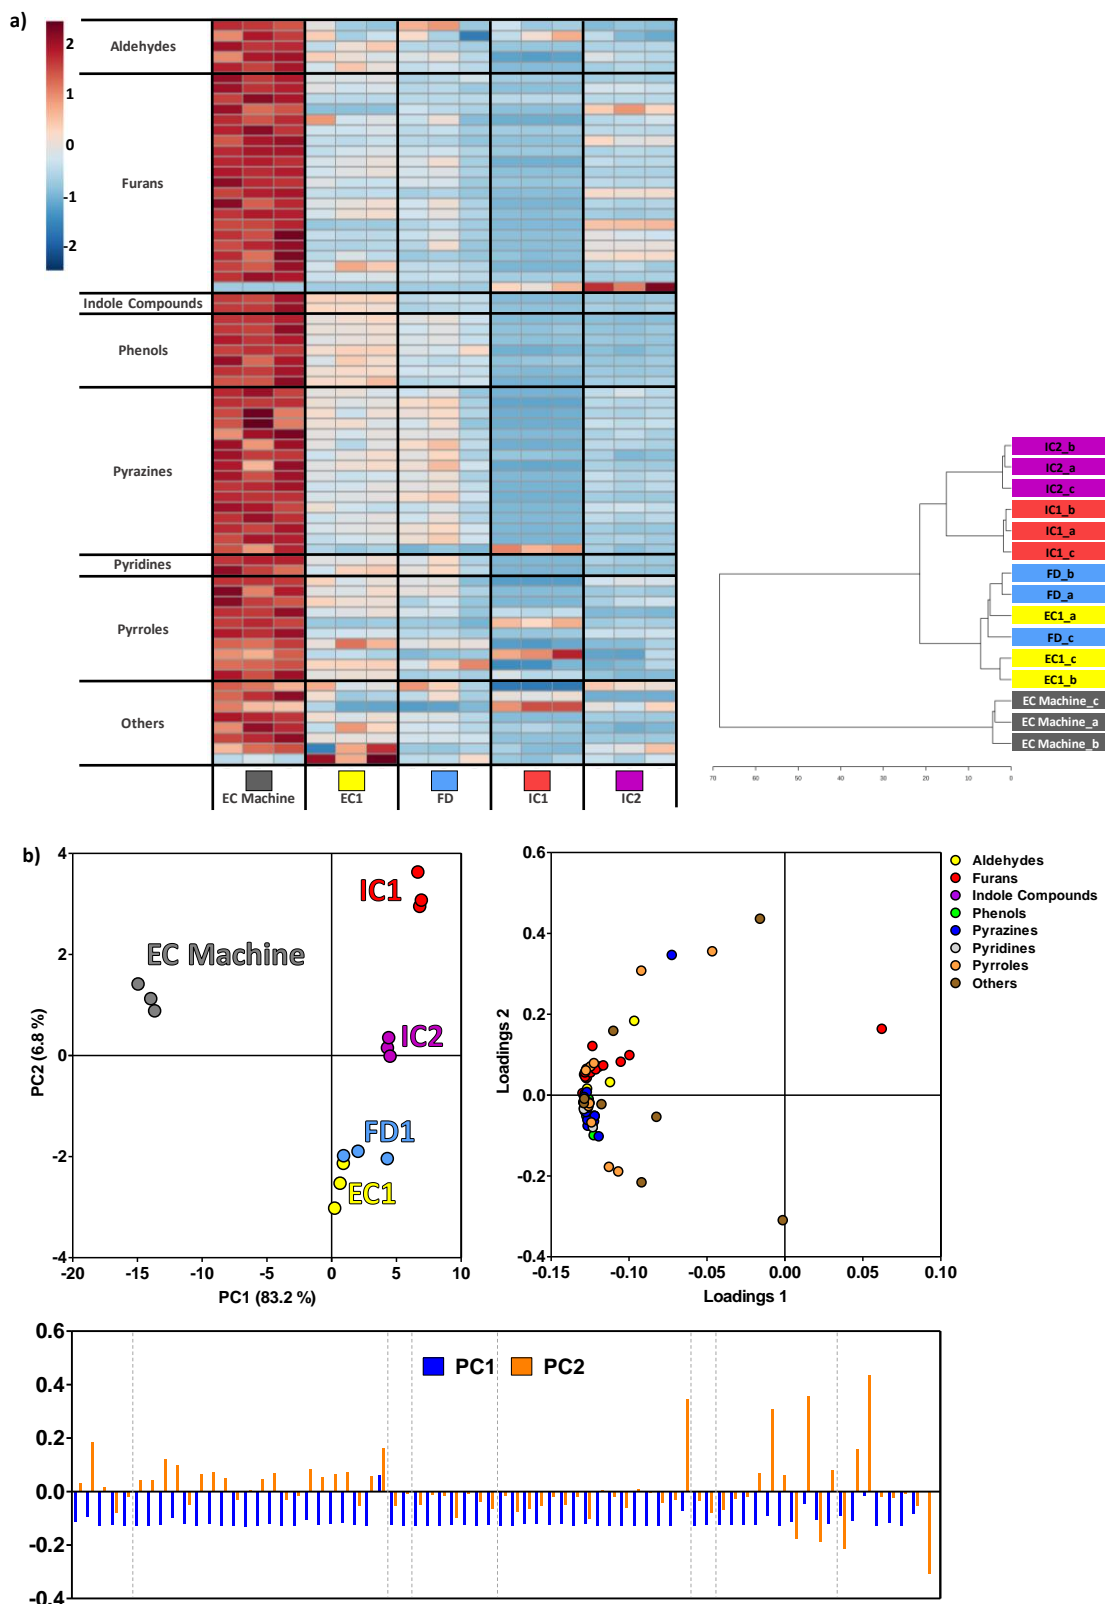 a)
2
1
0
-1
-2
Aldehydes
Furans
Indole Compounds
Phenols
Pyrazines
Pyridines
Pyrroles
Others
EC Machine EC1 FD IC1 IC2
IC2_b
IC2_a
IC2_c
IC1_b
IC1_a
IC1_c
FD_b
FD_a
EC1_a
FD_c
EC1_c
EC1_b
EC Machine_c
EC Machine_a
EC Machine_b
70 60 50 40 30 20 10 0
b)
4
2
0
-2
-4
PC2 (6.8 %)
IC1
EC Machine
IC2
FD1
EC1
-20 -15 -10 -5 0 5 10
PC1 (83.2 %)
0.6
0.4
0.2
0.0
-0.2
-0.4
Loadings 2
-0.15 -0.10 -0.05 0.00 0.05 0.10
Loadings 1
Aldehydes
Furans
Indole Compounds
Phenols
Pyrazines
Pyridines
Pyrroles
Others
0.6
0.4
0.2
0.0
-0.2
-0.4
PC1 PC2